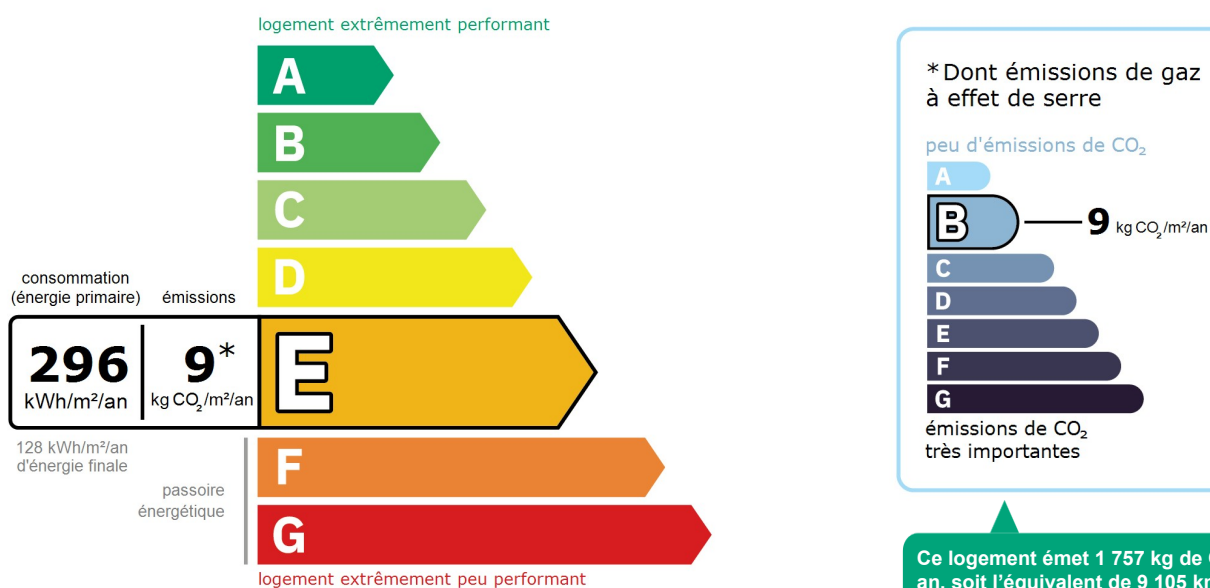 logement extrêmement performant
A
B
C
D
consommation
(énergie primaire)
émissions
296
kWh/m²/an
9*
kg CO₂/m²/an
E
128 kWh/m²/an
d'énergie finale
passoire
énergétique
F
G
logement extrêmement peu performant
*Dont émissions de gaz
à effet de serre
peu d'émissions de CO₂
A
B
9 kg CO₂/m²/an
C
D
E
F
G
émissions de CO₂
très importantes
Ce logement émet 1 757 kg de
an, soit l'équivalent de 9 105